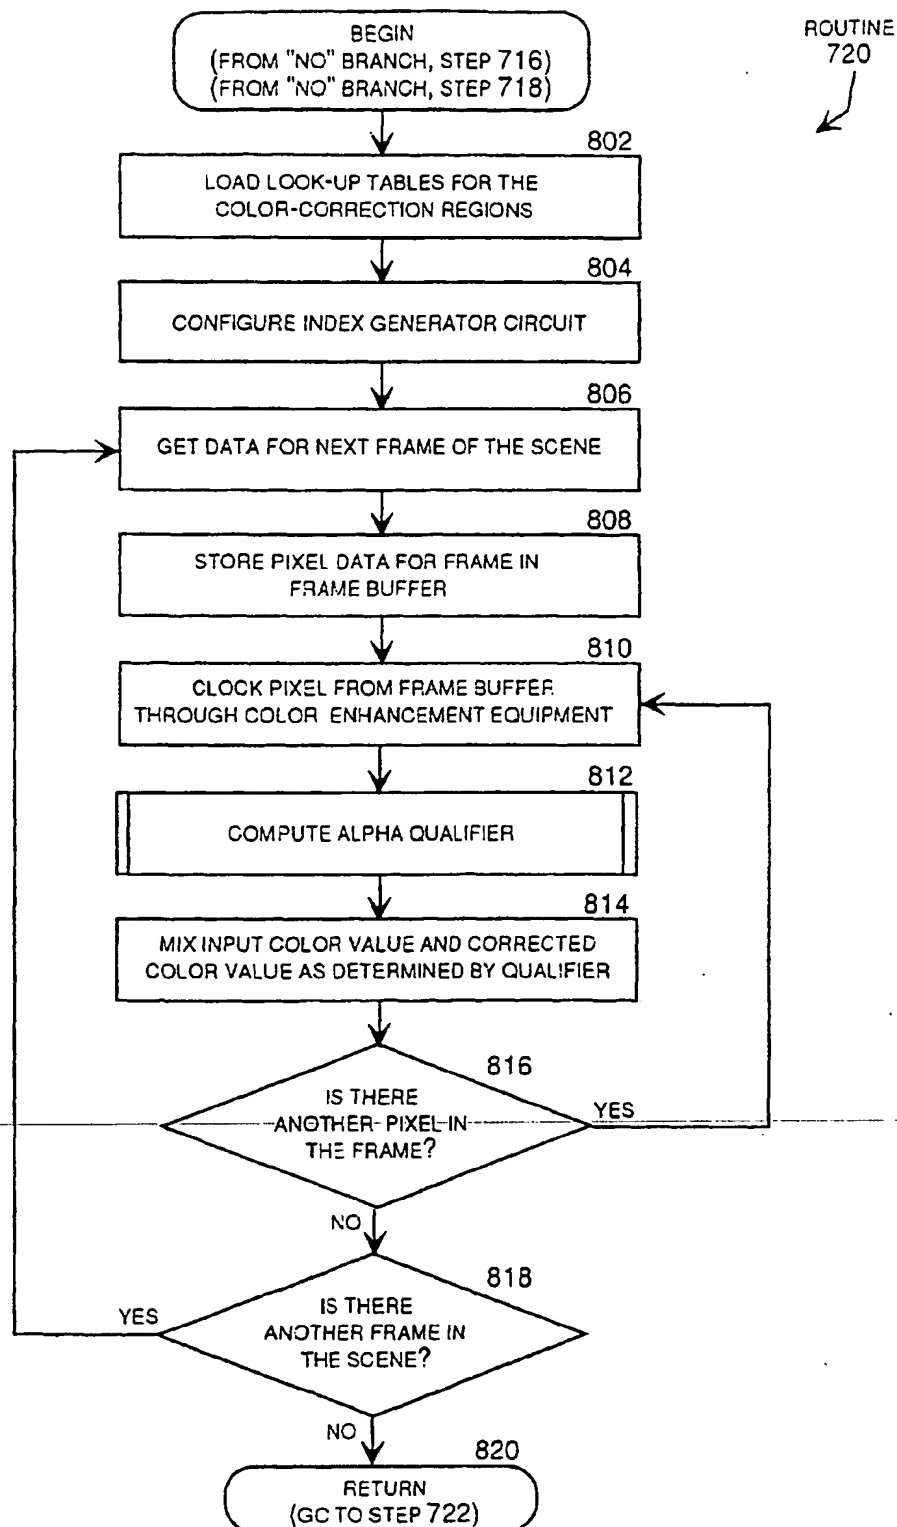 BEGIN
(FROM "NO" BRANCH, STEP 716)
(FROM "NO" BRANCH, STEP 718)
ROUTINE
720
802
LOAD LOOK-UP TABLES FOR THE
COLOR-CORRECTION REGIONS
804
CONFIGURE INDEX GENERATOR CIRCUIT
806
GET DATA FOR NEXT FRAME OF THE SCENE
808
STORE PIXEL DATA FOR FRAME IN
FRAME BUFFER
810
CLOCK PIXEL FROM FRAME BUFFER
THROUGH COLOR ENHANCEMENT EQUIPMENT
812
COMPUTE ALPHA QUALIFIER
814
MIX INPUT COLOR VALUE AND CORRECTED
COLOR VALUE AS DETERMINED BY QUALIFIER
816
IS THERE
ANOTHER PIXEL IN
THE FRAME?
YES
NO
818
IS THERE
ANOTHER FRAME IN
THE SCENE?
YES
NO
820
RETURN
(GO TO STEP 722)